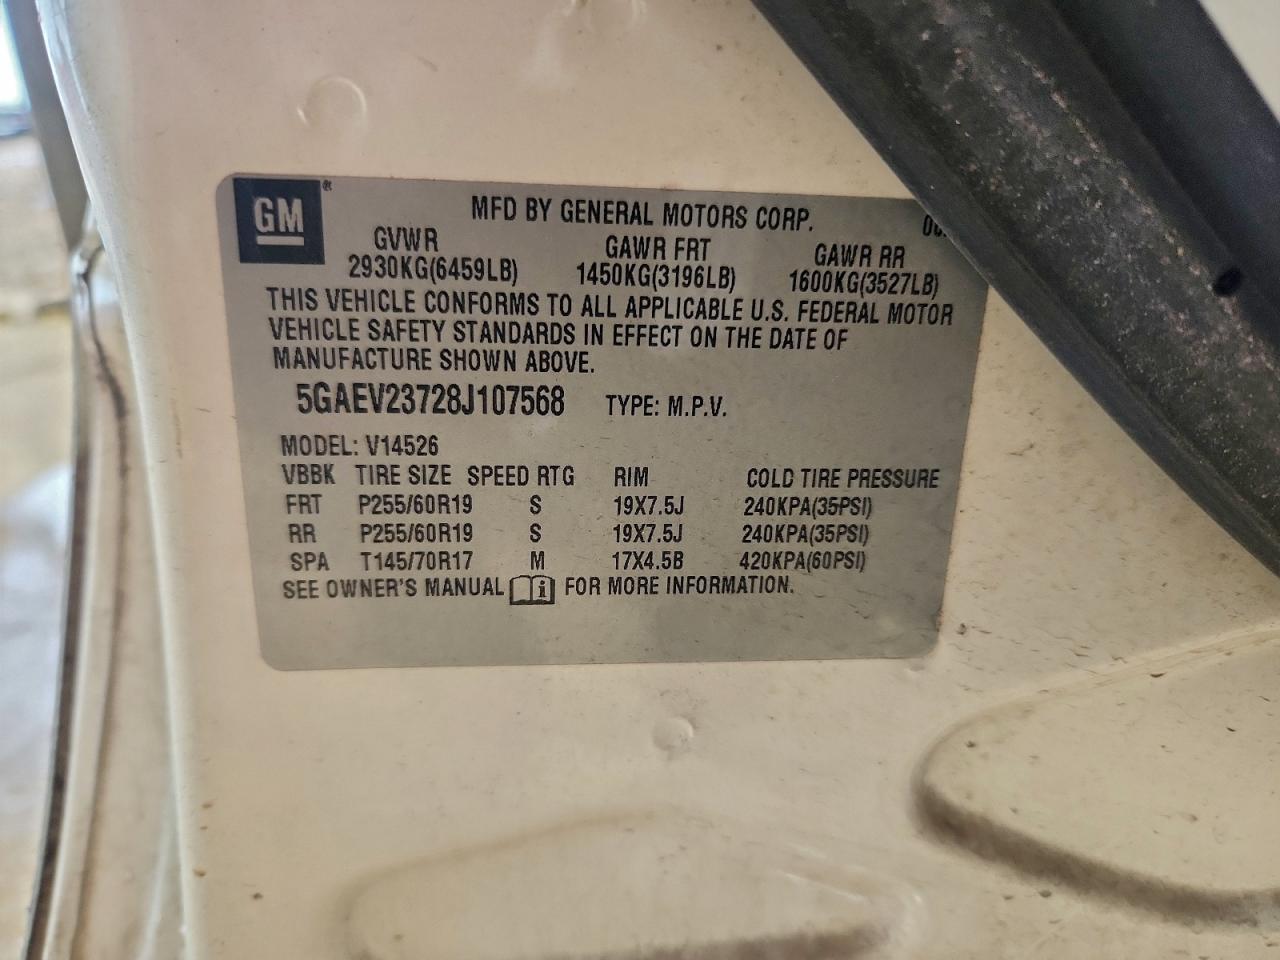 GM ®
MFD BY GENERAL MOTORS CORP.
GVWR GAWR FRT GAWR RR
2930KG(6459LB) 1450KG(3196LB) 1600KG(3527LB)
THIS VEHICLE CONFORMS TO ALL APPLICABLE U.S. FEDERAL MOTOR
VEHICLE SAFETY STANDARDS IN EFFECT ON THE DATE OF
MANUFACTURE SHOWN ABOVE.
5GAEV23728J107568 TYPE: M.P.V.
MODEL: V14526
VBBK TIRE SIZE SPEED RTG RIM COLD TIRE PRESSURE
FRT P255/60R19 S 19X7.5J 240KPA(35PSI)
RR P255/60R19 S 19X7.5J 240KPA(35PSI)
SPA T145/70R17 M 17X4.5B 420KPA(60PSI)
SEE OWNER'S MANUAL i FOR MORE INFORMATION.